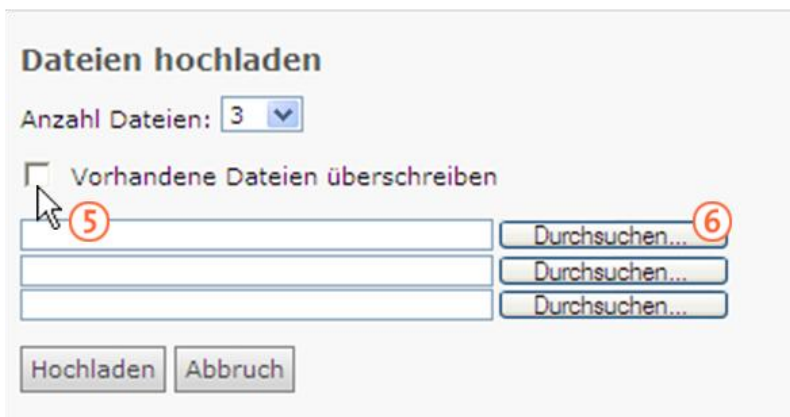 Dateien hochladen
Anzahl Dateien: 3
Vorhandene Dateien überschreiben
5
Durchsuchen... 6
Durchsuchen...
Durchsuchen...
Hochladen Abbruch